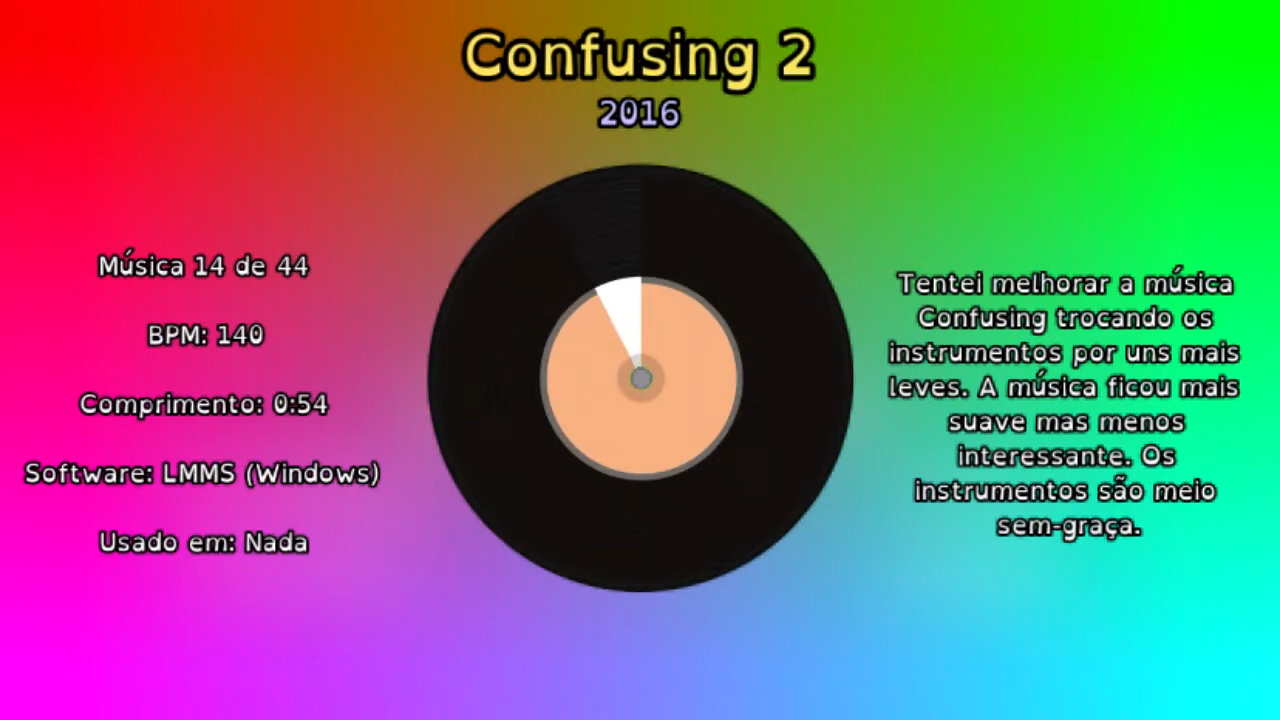 Confusing 2
2016
Música 14 de 44
BPM: 140
Comprimento: 0:54
Software: LMMS (Windows)
Usado em: Nada
Tentei melhorar a música
Confusing trocando os
instrumentos por uns mais
leves. A música ficou mais
suave mas menos
interessante. Os
instrumentos são meio
sem-graça.